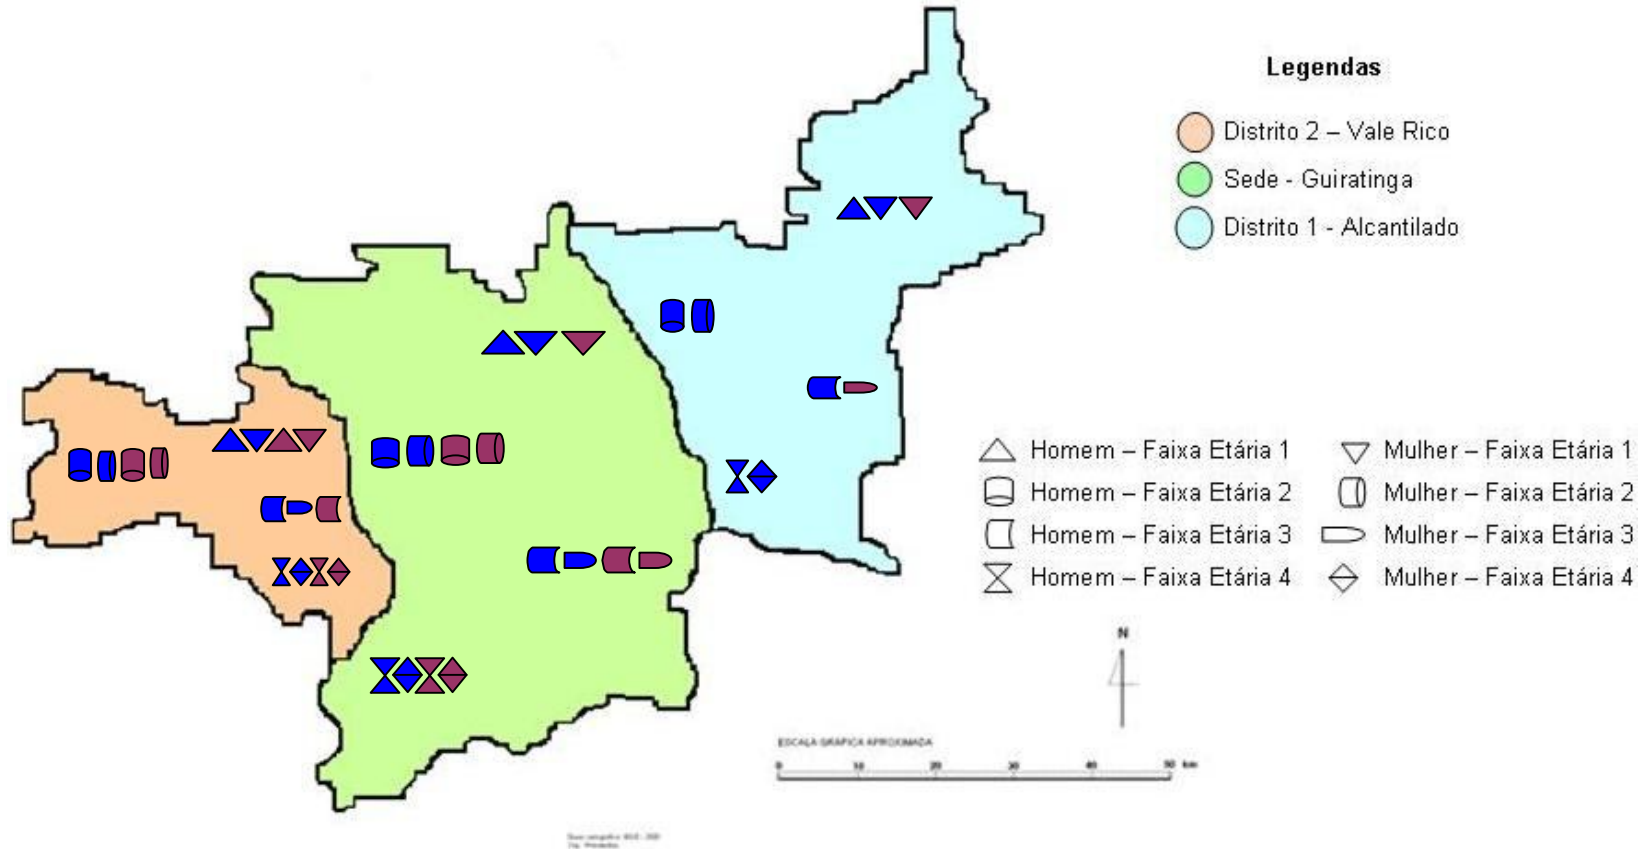 Legendas
Distrito 2 – Vale Rico
Sede - Guiratinga
Distrito 1 - Alcantilado
Homem – Faixa Etária 1
Mulher – Faixa Etária 1
Homem – Faixa Etária 2
Mulher – Faixa Etária 2
Homem – Faixa Etária 3
Mulher – Faixa Etária 3
Homem – Faixa Etária 4
Mulher – Faixa Etária 4
N
ESCALA GRÁFICA APROXIMADA
0 10 20 30 40 50 km